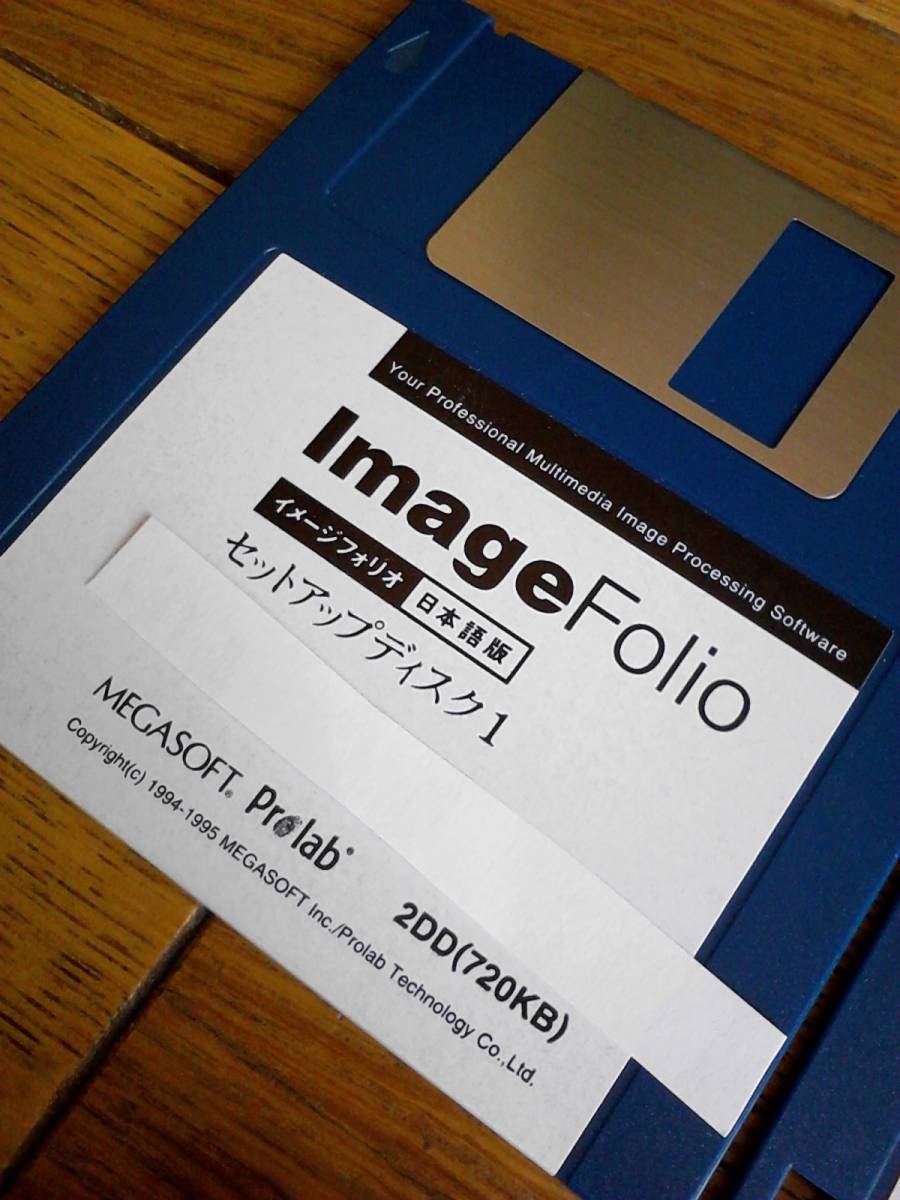 Your Professional Multimedia Image Processing Software
ImageFolio
イメージフォリオ 日本語版
セットアップディスク1
MEGASOFT® Prolab®
2DD(720KB)
Copyright(c) 1994-1995 MEGASOFT Inc./Prolab Technology Co.,Ltd.